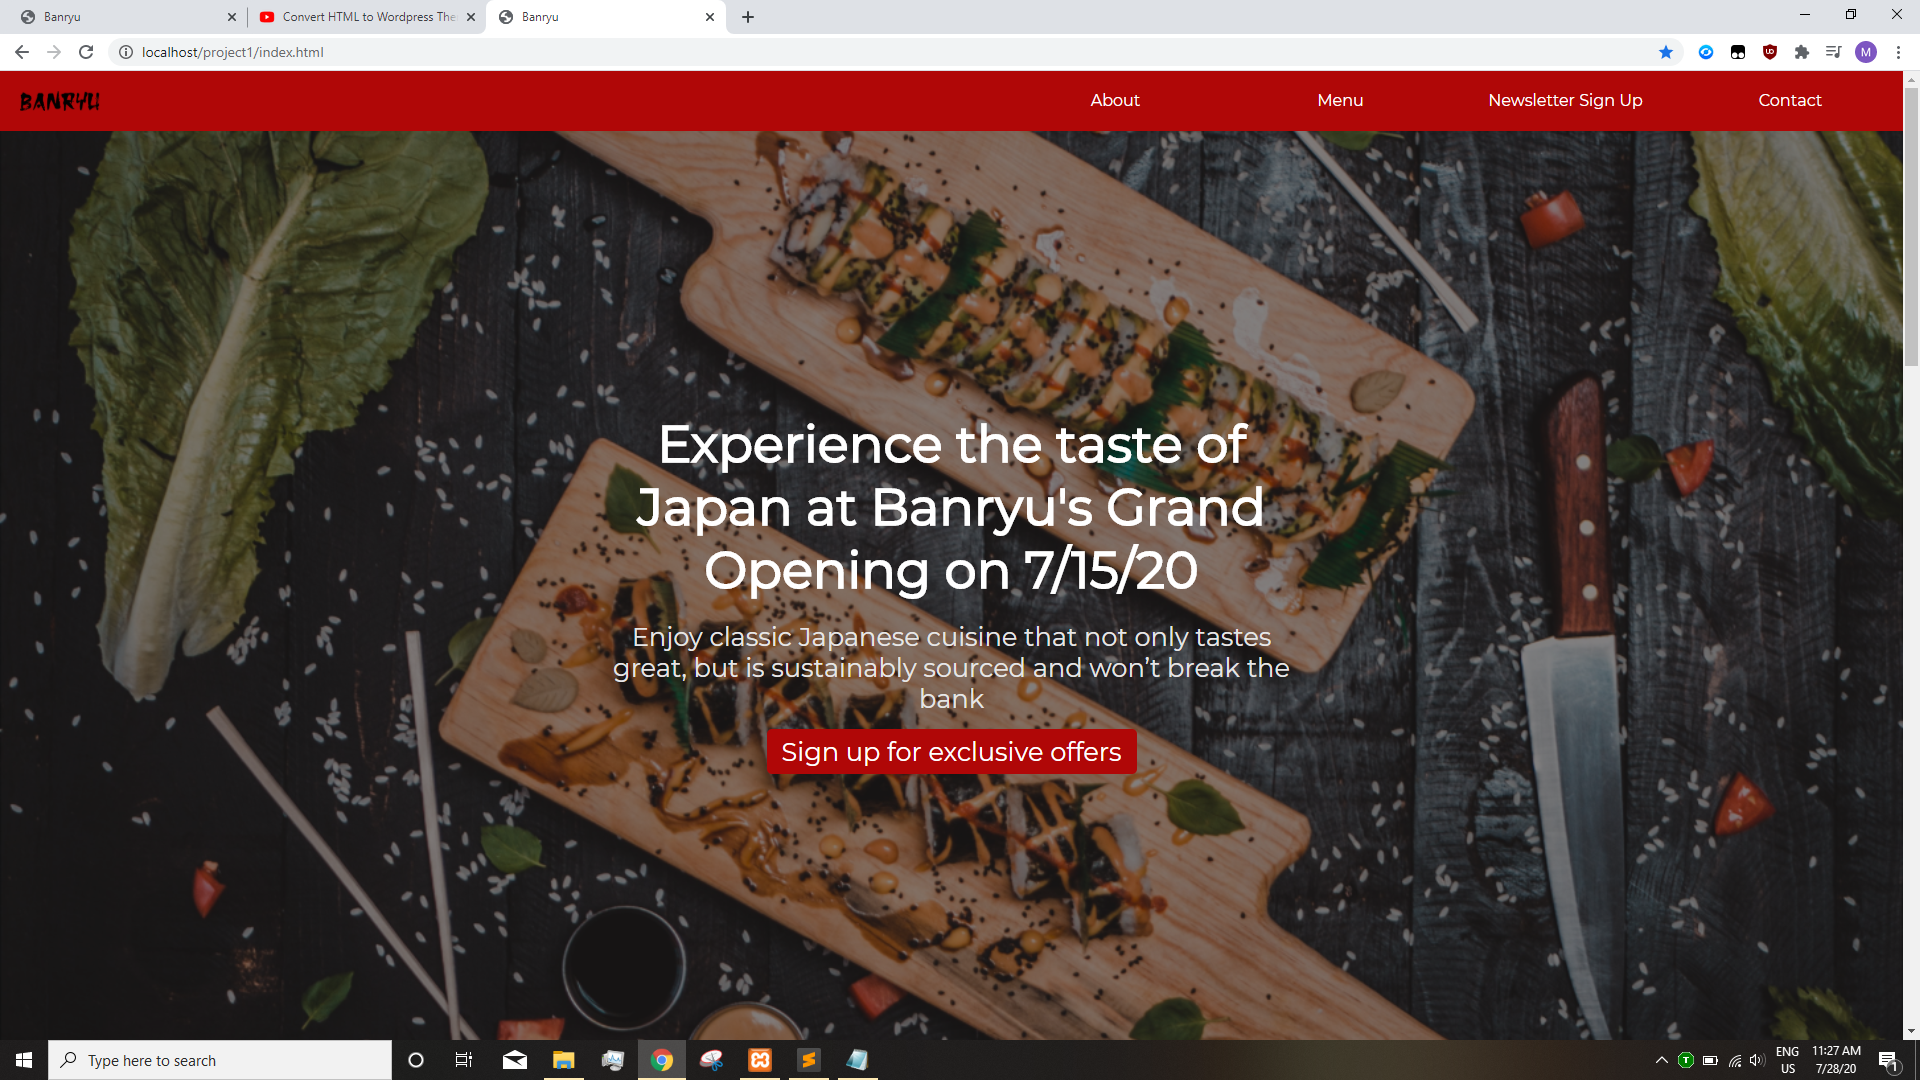 Banryu
Convert HTML to Wordpress The
Banryu
localhost/project1/index.html
M
BANRYU
About
Menu
Newsletter Sign Up
Contact
Experience the taste of
Japan at Banryu's Grand
Opening on 7/15/20
Enjoy classic Japanese cuisine that not only tastes
great, but is sustainably sourced and won’t break the
bank
Sign up for exclusive offers
Type here to search
T
ENG
US
11:27 AM
7/28/20
1